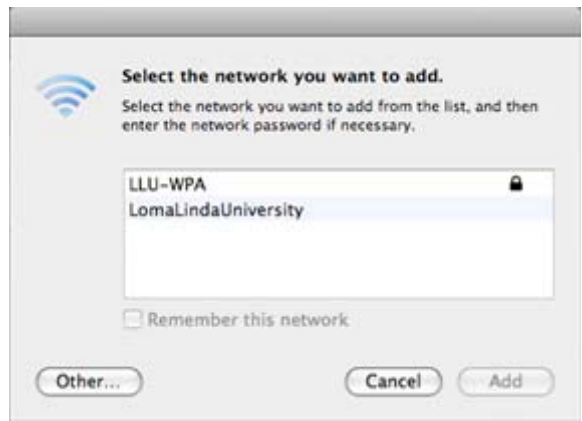 Select the network you want to add.
Select the network you want to add from the list, and then
enter the network password if necessary.
LLU-WPA
LomaLindaUniversity
Remember this network
Other... Cancel Add